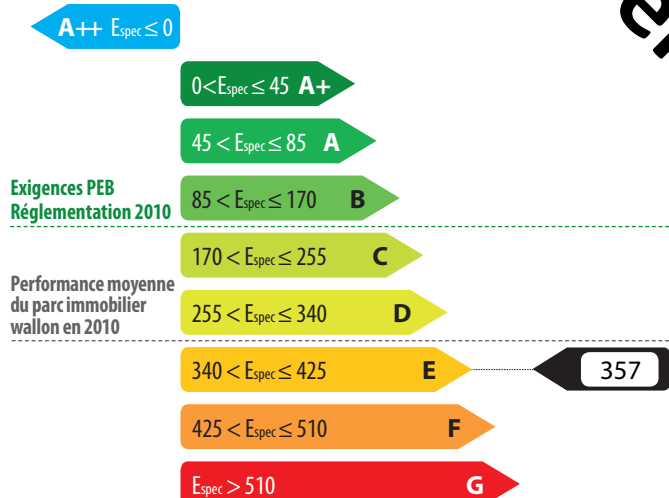 A++ Espec ≤ 0
0 < Espec ≤ 45 A+
45 < Espec ≤ 85 A
Exigences PEB
Réglementation 2010
85 < Espec ≤ 170 B
170 < Espec ≤ 255 C
Performance moyenne
du parc immobilier
wallon en 2010
255 < Espec ≤ 340 D
340 < Espec ≤ 425 E
357
425 < Espec ≤ 510 F
Espec > 510 G